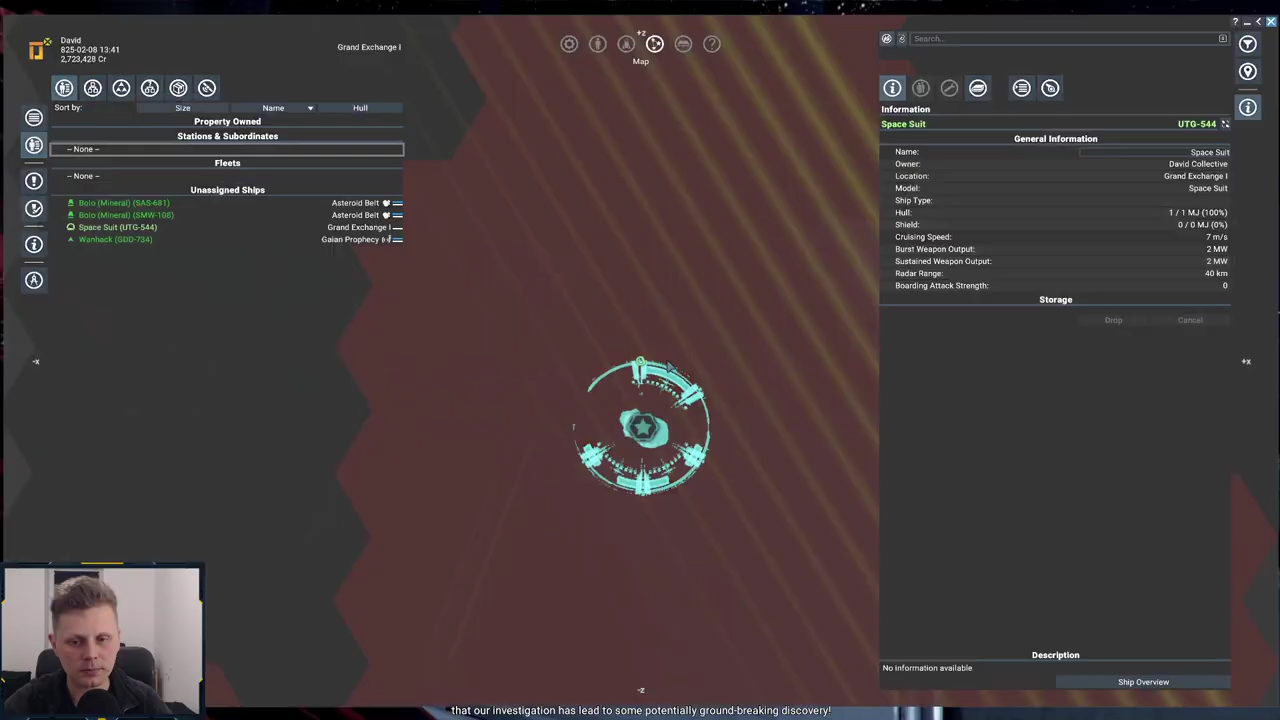 David
825-02-08 13:41
2,723,428 Cr
Grand Exchange I
Sort by:
Size
Name
Hull
Property Owned
Stations & Subordinates
-- None --
Fleets
-- None --
Unassigned Ships
Bolo (Mineral) (SAS-681) Asteroid Belt
Bolo (Mineral) (SMW-108) Asteroid Belt
Space Suit (UTG-544) Grand Exchange I
Wanhack (GDD-734) Gaian Prophecy
+z
Map
-x
+x
-z
Search...
Information
Space Suit UTG-544
General Information
Name: Space Suit
Owner: David Collective
Location: Grand Exchange I
Model: Space Suit
Ship Type:
Hull: 1 / 1 MJ (100%)
Shield: 0 / 0 MJ (0%)
Cruising Speed: 7 m/s
Burst Weapon Output: 2 MW
Sustained Weapon Output: 2 MW
Radar Range: 40 km
Boarding Attack Strength: 0
Storage
Drop
Cancel
Description
No information available
Ship Overview
that our investigation has lead to some potentially ground-breaking discovery!